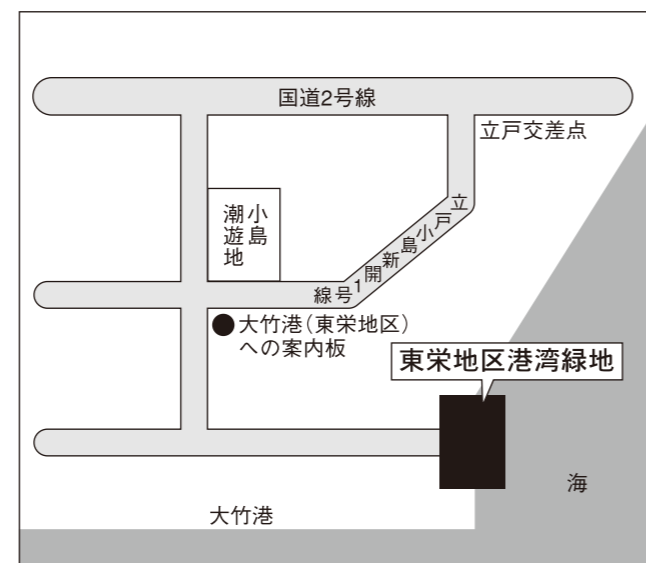 国道2号線
立戸交差点
小島
潮遊地
立戸小島新開1号線
●大竹港（東栄地区）
への案内板
東栄地区港湾緑地
海
大竹港